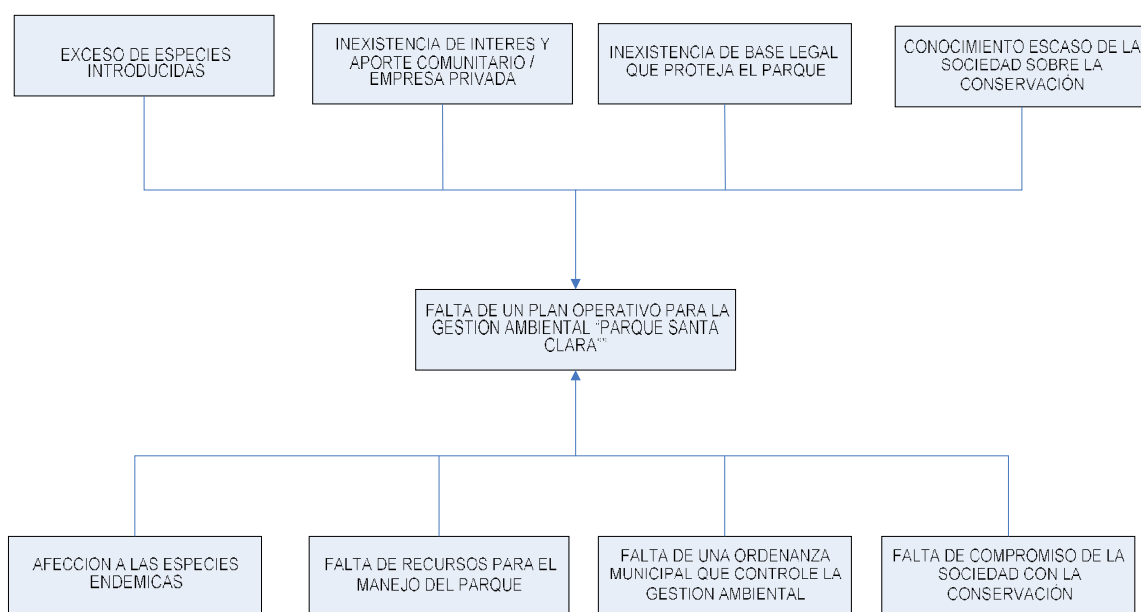 EXCESO DE ESPECIES
INTRODUCIDAS
INEXISTENCIA DE INTERES Y
APORTE COMUNITARIO /
EMPRESA PRIVADA
INEXISTENCIA DE BASE LEGAL
QUE PROTEJA EL PARQUE
CONOCIMIENTO ESCASO DE LA
SOCIEDAD SOBRE LA
CONSERVACIÓN
FALTA DE UN PLAN OPERATIVO PARA LA
GESTION AMBIENTAL “PARQUE SANTA
CLARA””
AFECCION A LAS ESPECIES
ENDEMICAS
FALTA DE RECURSOS PARA EL
MANEJO DEL PARQUE
FALTA DE UNA ORDENANZA
MUNICIPAL QUE CONTROLE LA
GESTION AMBIENTAL
FALTA DE COMPROMISO DE LA
SOCIEDAD CON LA
CONSERVACIÓN